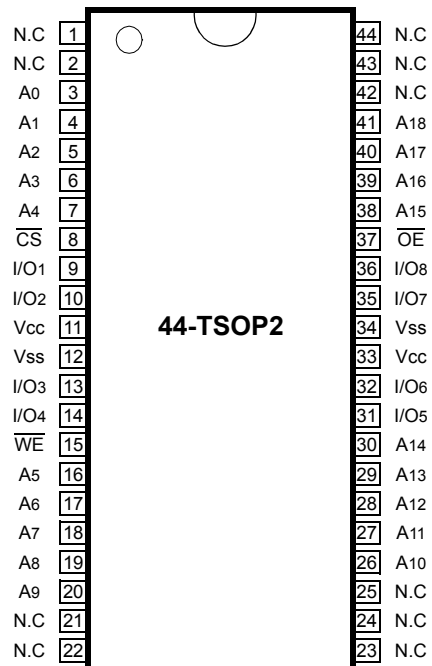 N.C 1 44 N.C
N.C 2 43 N.C
A0 3 42 N.C
A1 4 41 A18
A2 5 40 A17
A3 6 39 A16
A4 7 38 A15
C̅S̅ 8 37 O̅E̅
I/O1 9 36 I/O8
I/O2 10 35 I/O7
Vcc 11 34 Vss
44-TSOP2
Vss 12 33 Vcc
I/O3 13 32 I/O6
I/O4 14 31 I/O5
W̅E̅ 15 30 A14
A5 16 29 A13
A6 17 28 A12
A7 18 27 A11
A8 19 26 A10
A9 20 25 N.C
N.C 21 24 N.C
N.C 22 23 N.C